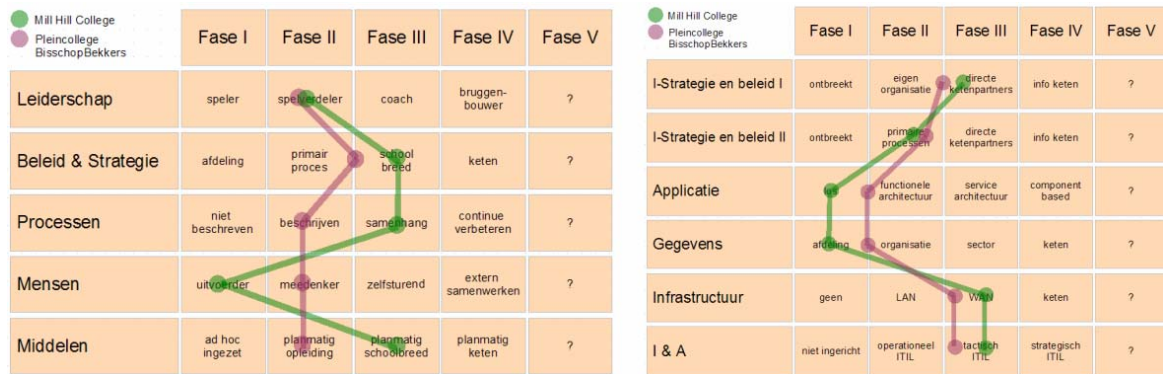 Mill Hill College
Pleincollege
BisschopBekkers
Fase I
Fase II
Fase III
Fase IV
Fase V
Leiderschap
speler
spelverdeler
coach
bruggen-
bouwer
?
Beleid & Strategie
afdeling
primair
proces
school
breed
keten
?
Processen
niet
beschreven
beschrijven
samenhang
continue
verbeteren
?
Mensen
uitvoerder
meedenker
zelfsturend
extern
samenwerken
?
Middelen
ad hoc
ingezet
planmatig
opleiding
planmatig
schoolbreed
planmatig
keten
?
Mill Hill College
Pleincollege
BisschopBekkers
Fase I
Fase II
Fase III
Fase IV
Fase V
I-Strategie en beleid I
ontbreekt
eigen
organisatie
directe
ketenpartners
info keten
?
I-Strategie en beleid II
ontbreekt
primaire
processen
directe
ketenpartners
info keten
?
Applicatie
functionele
architectuur
service
architectuur
component
based
?
Gegevens
afdeling
organisatie
sector
keten
?
Infrastructuur
geen
LAN
WAN
keten
?
I & A
niet ingericht
operationeel
ITIL
tactisch
ITIL
strategisch
ITIL
?